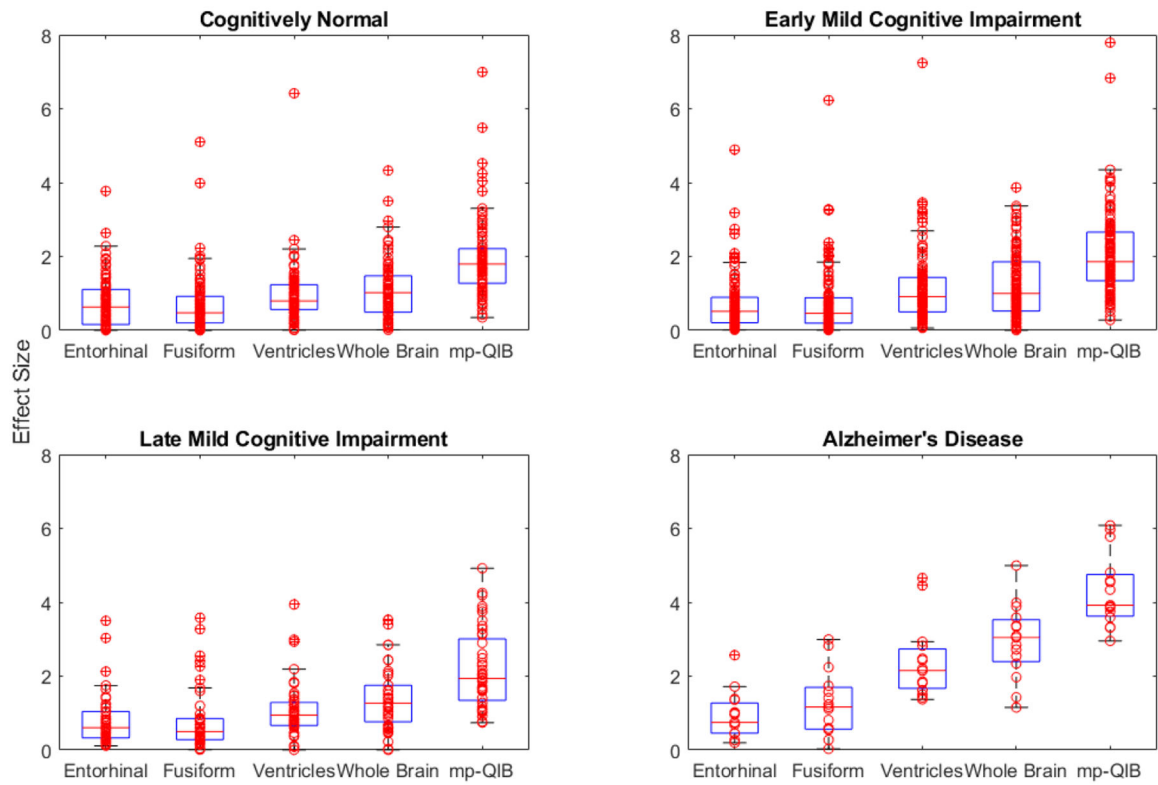 Cognitively Normal
8
6
4
2
0
Entorhinal Fusiform Ventricles Whole Brain mp-QIB
Early Mild Cognitive Impairment
8
6
4
2
0
Entorhinal Fusiform Ventricles Whole Brain mp-QIB
Effect Size
Late Mild Cognitive Impairment
8
6
4
2
0
Entorhinal Fusiform Ventricles Whole Brain mp-QIB
Alzheimer's Disease
8
6
4
2
0
Entorhinal Fusiform Ventricles Whole Brain mp-QIB